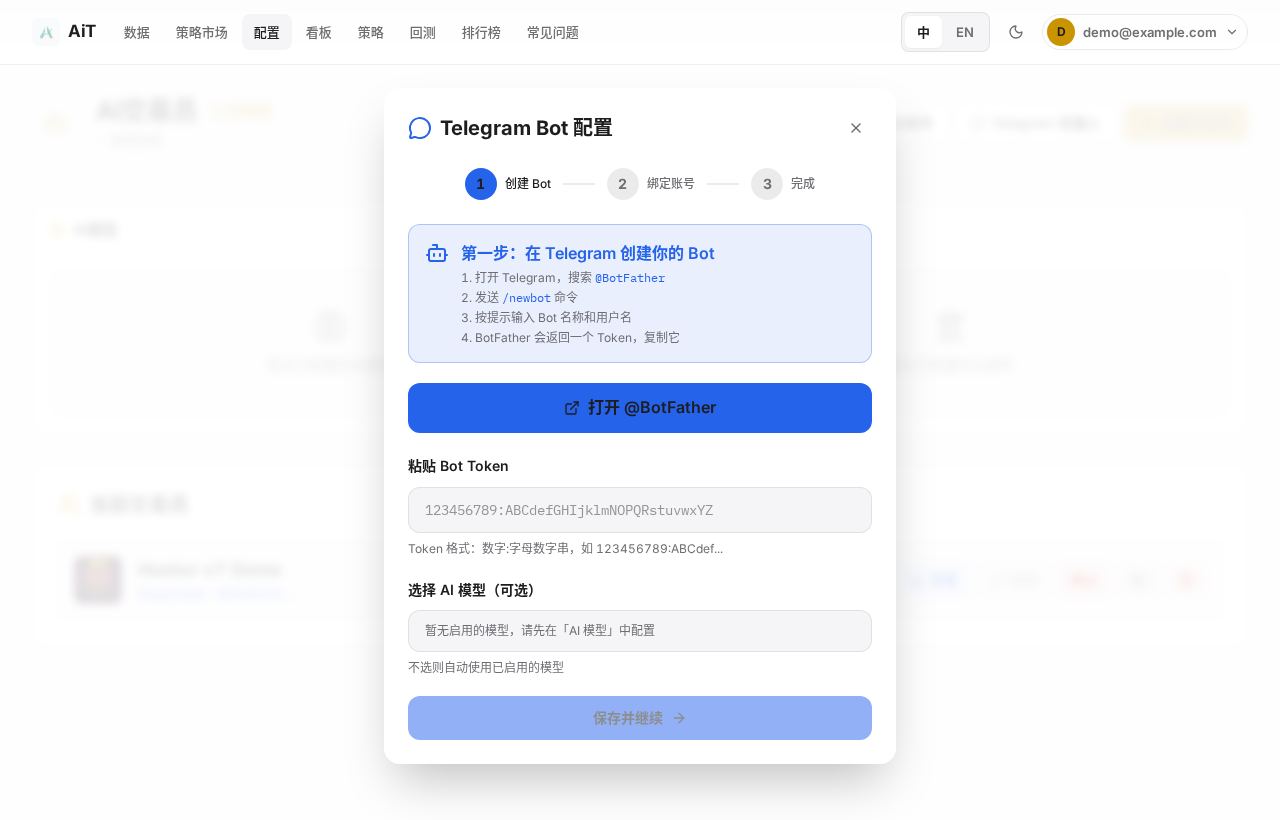 AiT
数据
策略市场
配置
看板
策略
回测
排行榜
常见问题
中
EN
D
demo@example.com
Telegram Bot 配置
1
创建 Bot
2
绑定账号
3
完成
第一步：在 Telegram 创建你的 Bot
1. 打开 Telegram，搜索 @BotFather
2. 发送 /newbot 命令
3. 按提示输入 Bot 名称和用户名
4. BotFather 会返回一个 Token，复制它
打开 @BotFather
粘贴 Bot Token
123456789:ABCdefGHIjklmNOPQRstuvwxYZ
Token 格式：数字:字母数字串，如 123456789:ABCdef...
选择 AI 模型（可选）
暂无启用的模型，请先在「AI 模型」中配置
不选则自动使用已启用的模型
保存并继续